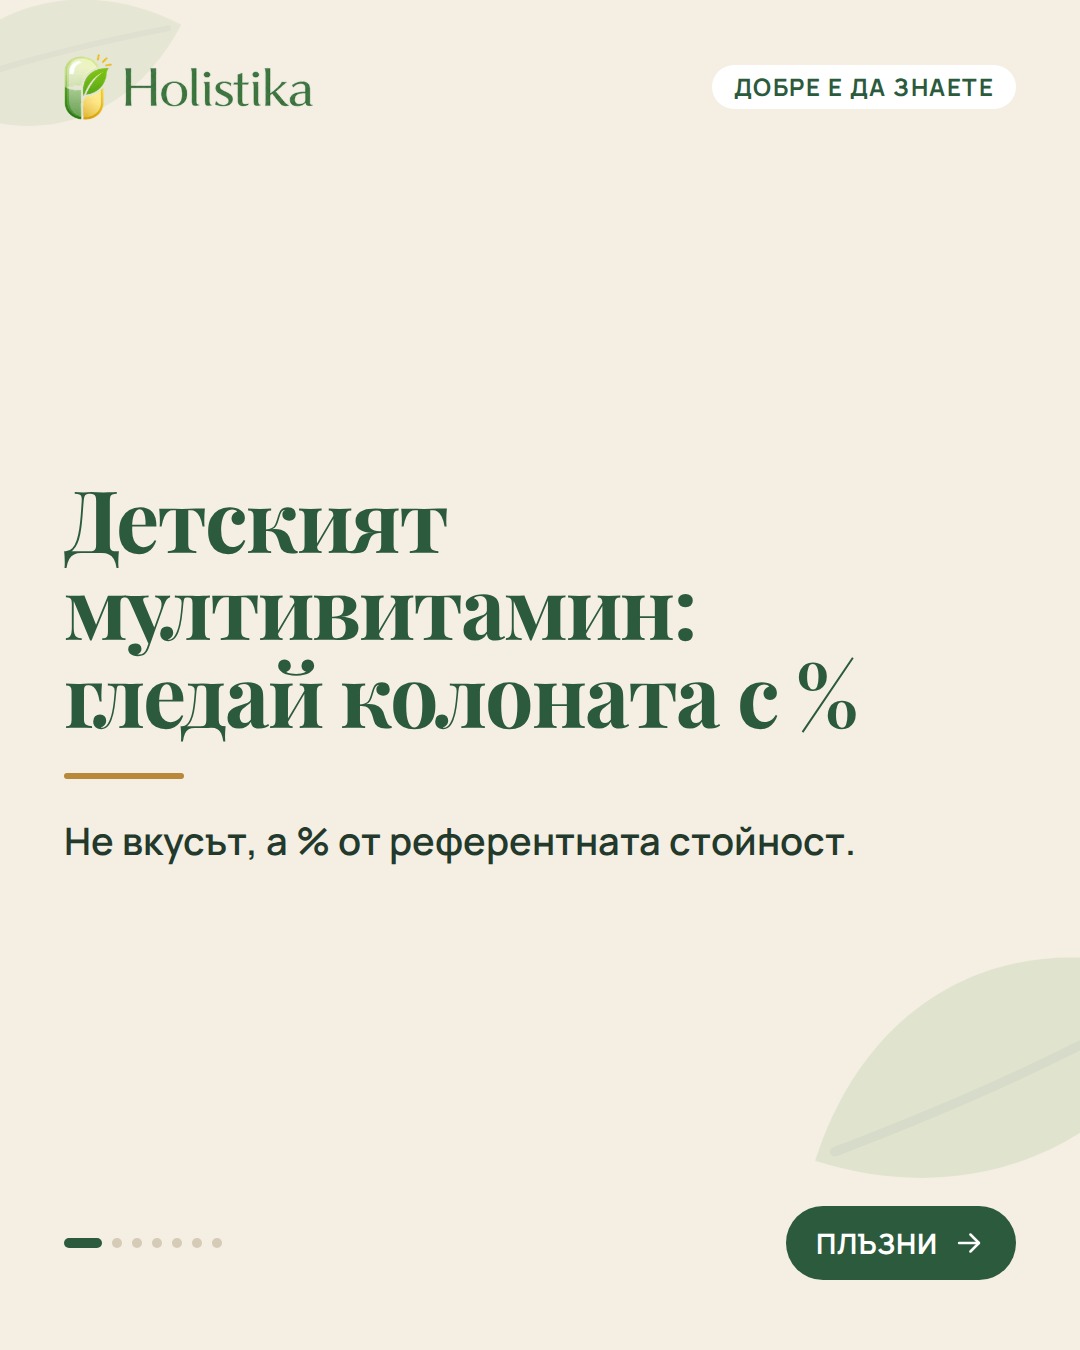 Holistika
ДОБРЕ Е ДА ЗНАЕТЕ
Детският
мултивитамин:
гледай колоната с %
Не вкусът, а % от референтната стойност.
ПЛЪЗНИ →